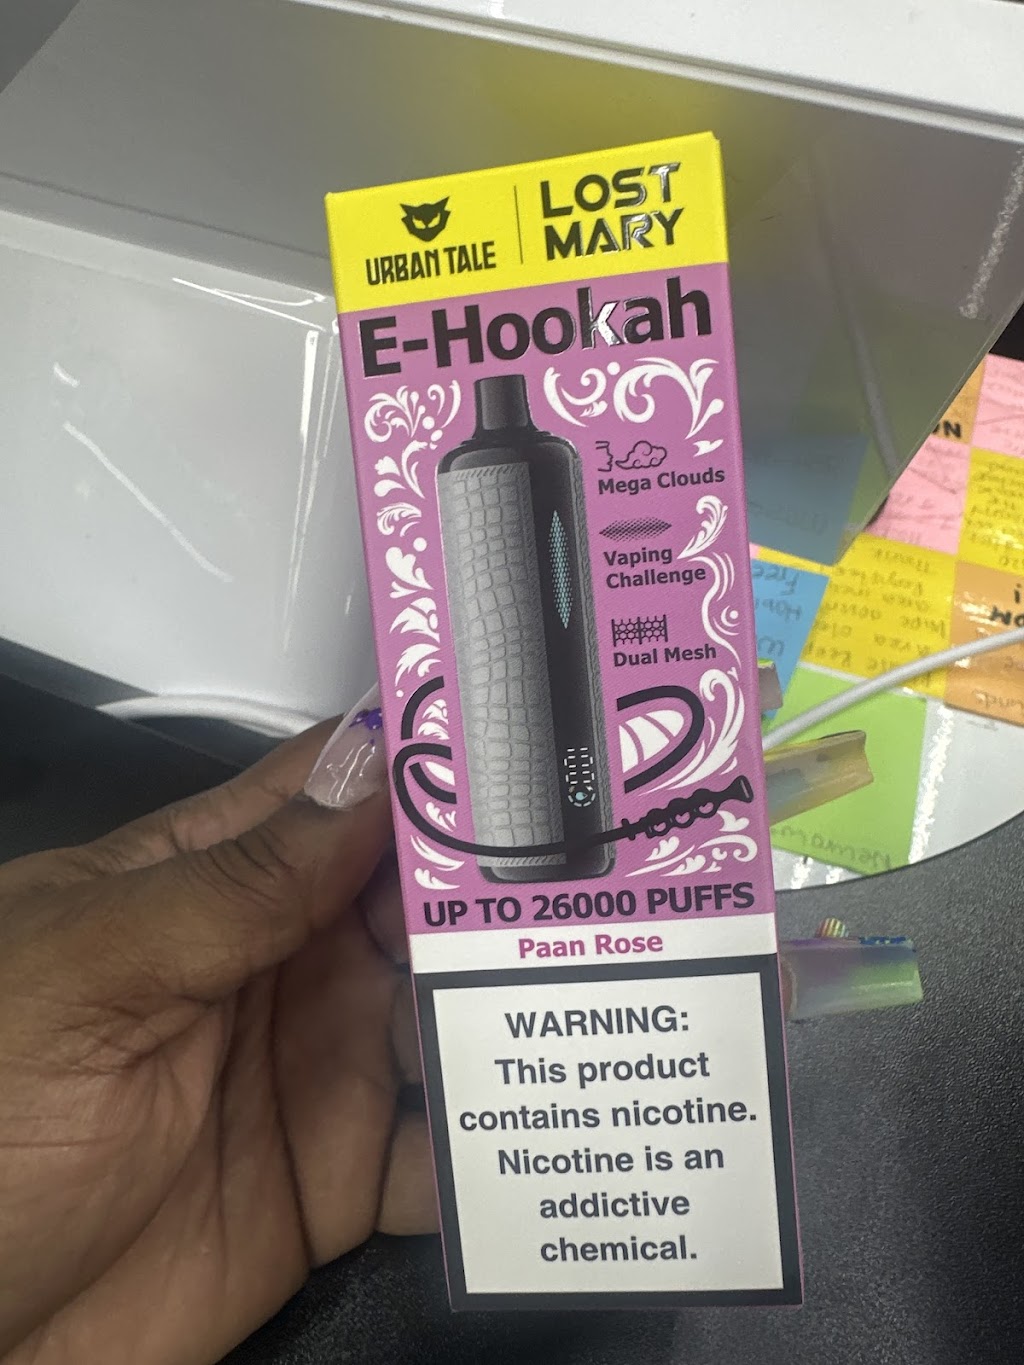 URBAN TALE
LOST
MARY
E-Hookah
Mega Clouds
Vaping
Challenge
Dual Mesh
UP TO 26000 PUFFS
Paan Rose
WARNING:
This product
contains nicotine.
Nicotine is an
addictive
chemical.